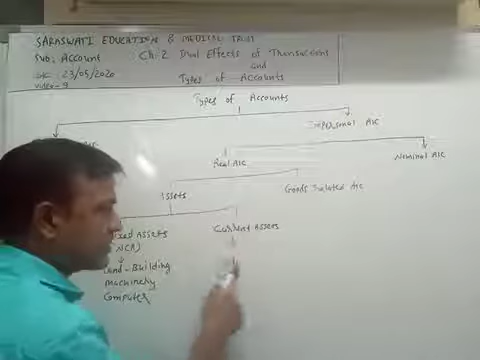 SARASWATI EDUCATION & MEDICAL TRUST
SUB: Account Ch: 2 Dual Effects of Transactions
and
23/05/2020 Types of Accounts
VIDEO - 9
Types of Accounts
Impersonal A/C
A/C
Real A/C Nominal A/C
Assets Goods Related A/C
Fixed Assets Current Assets
(NCA)
Land - Building
Machinery
Computer